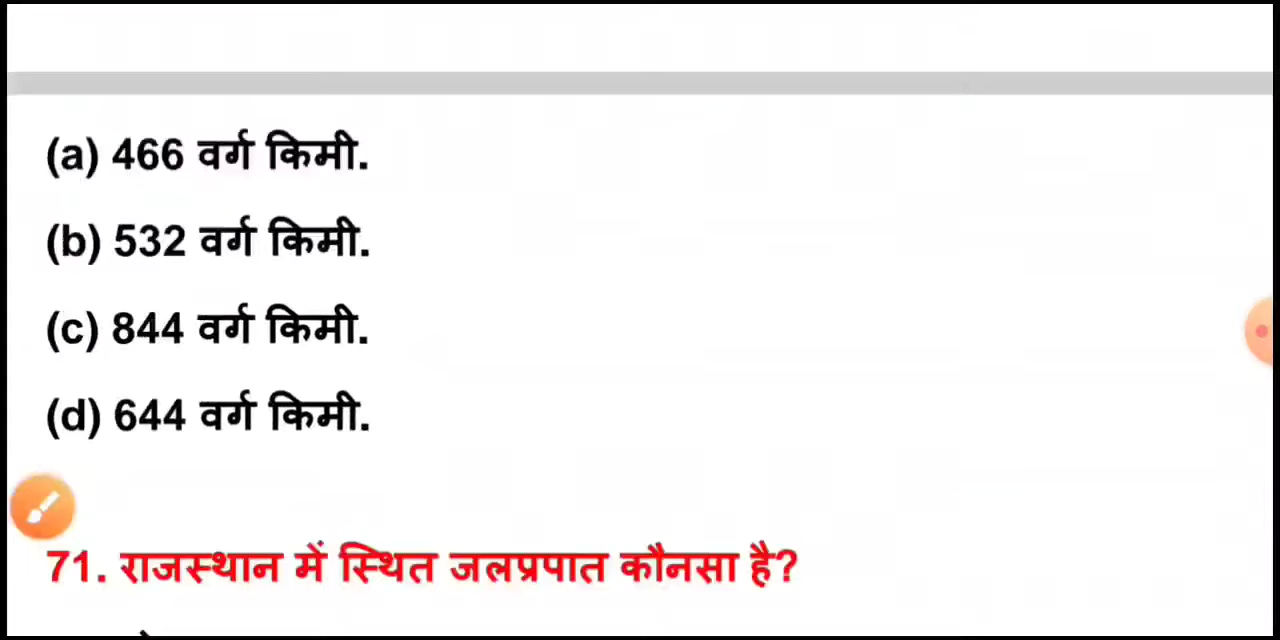 (a) 466 वर्ग किमी.
(b) 532 वर्ग किमी.
(c) 844 वर्ग किमी.
(d) 644 वर्ग किमी.
71. राजस्थान में स्थित जलप्रपात कौनसा है?